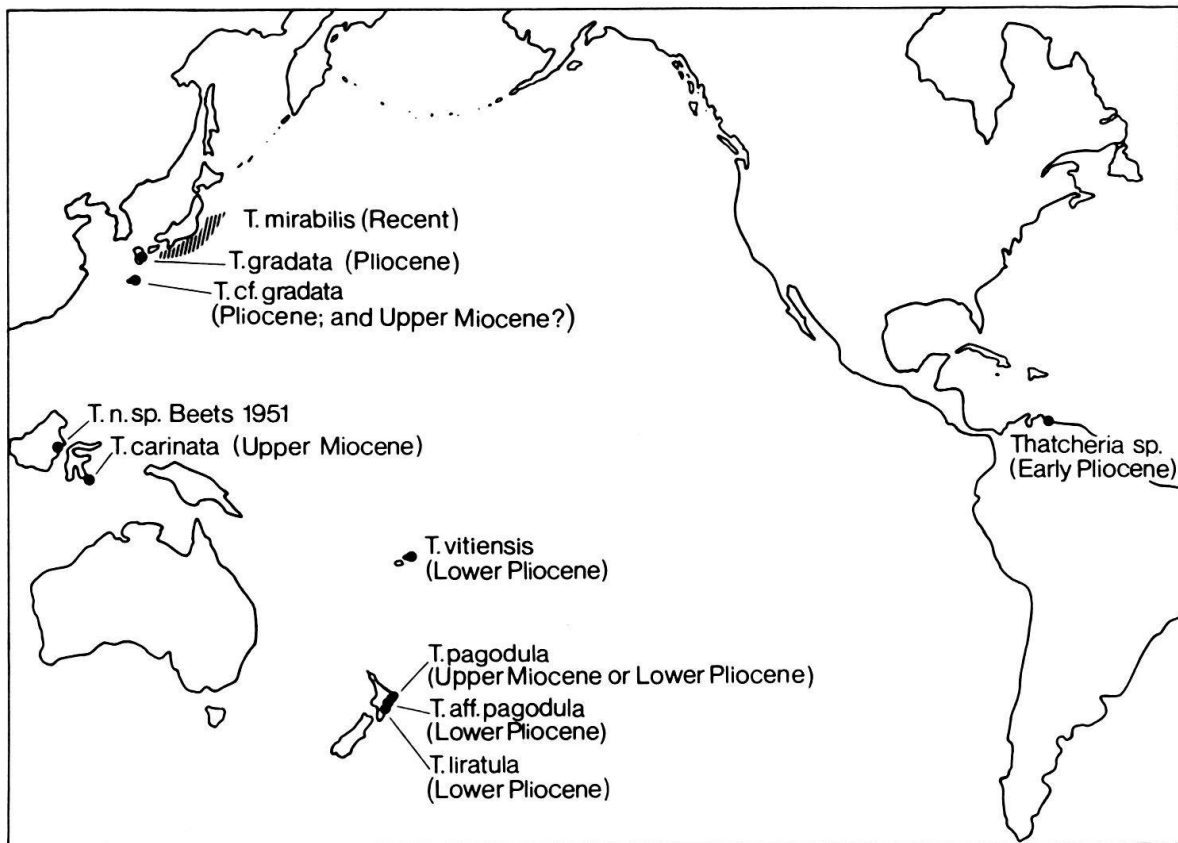 T. mirabilis (Recent)
T. gradata (Pliocene)
T. cf. gradata
(Pliocene; and Upper Miocene?)
T. n. sp. Beets 1951
T. carinata (Upper Miocene)
Thatcheria sp.
(Early Pliocene)
T. vitiensis
(Lower Pliocene)
T. pagodula
(Upper Miocene or Lower Pliocene)
T. aff. pagodula
(Lower Pliocene)
T. liratula
(Lower Pliocene)